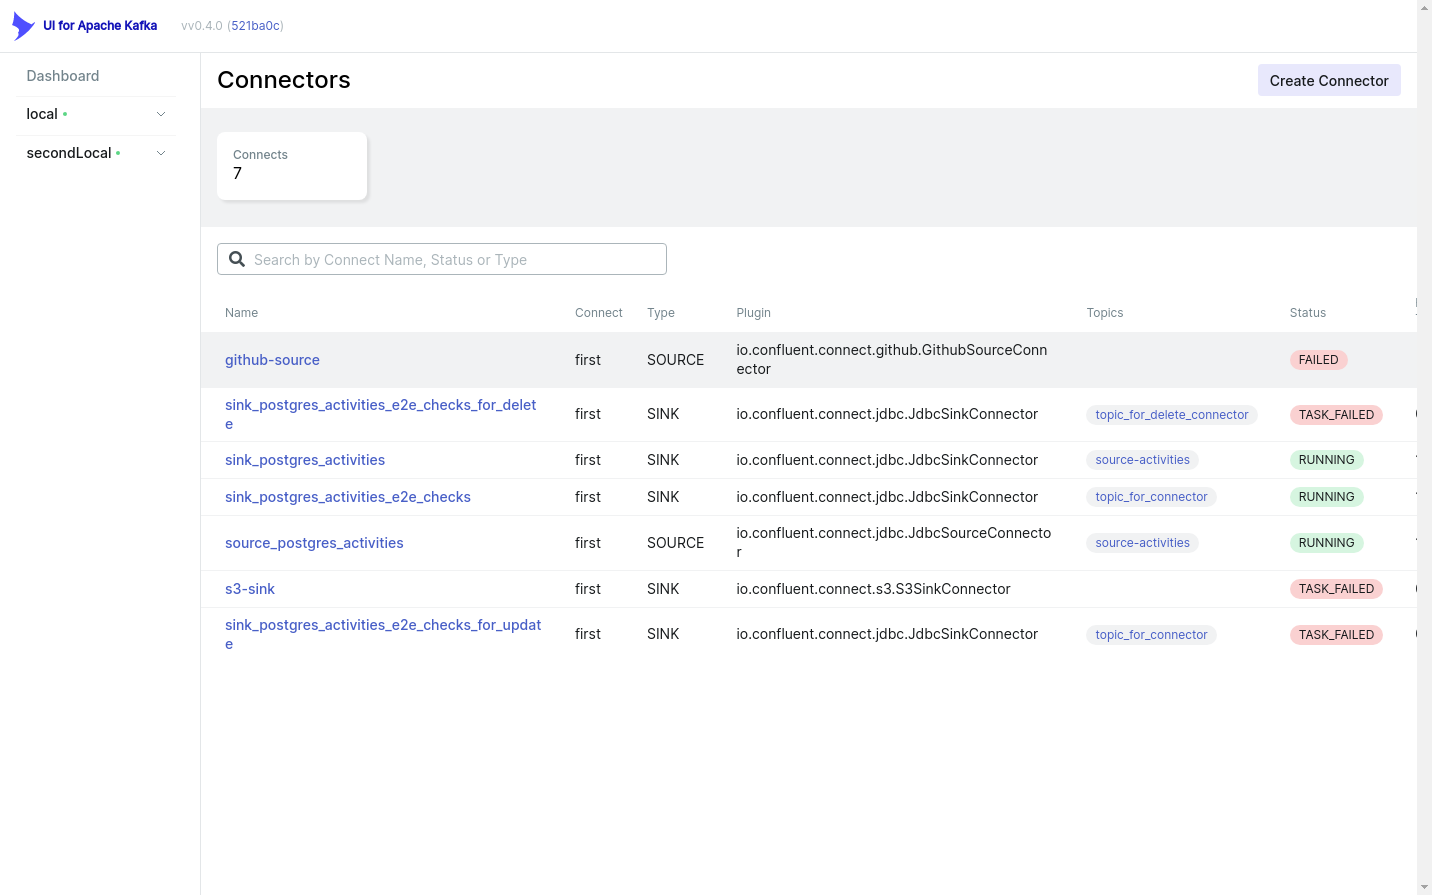 UI for Apache Kafka vv0.4.0 (521ba0c)
Dashboard
local
secondLocal
Connectors
Create Connector
Connects
7
Search by Connect Name, Status or Type
Name Connect Type Plugin Topics Status
github-source first SOURCE io.confluent.connect.github.GithubSourceConn
ector FAILED
sink_postgres_activities_e2e_checks_for_delet
e first SINK io.confluent.connect.jdbc.JdbcSinkConnector topic_for_delete_connector TASK_FAILED
sink_postgres_activities first SINK io.confluent.connect.jdbc.JdbcSinkConnector source-activities RUNNING
sink_postgres_activities_e2e_checks first SINK io.confluent.connect.jdbc.JdbcSinkConnector topic_for_connector RUNNING
source_postgres_activities first SOURCE io.confluent.connect.jdbc.JdbcSourceConnecto
r source-activities RUNNING
s3-sink first SINK io.confluent.connect.s3.S3SinkConnector TASK_FAILED
sink_postgres_activities_e2e_checks_for_updat
e first SINK io.confluent.connect.jdbc.JdbcSinkConnector topic_for_connector TASK_FAILED